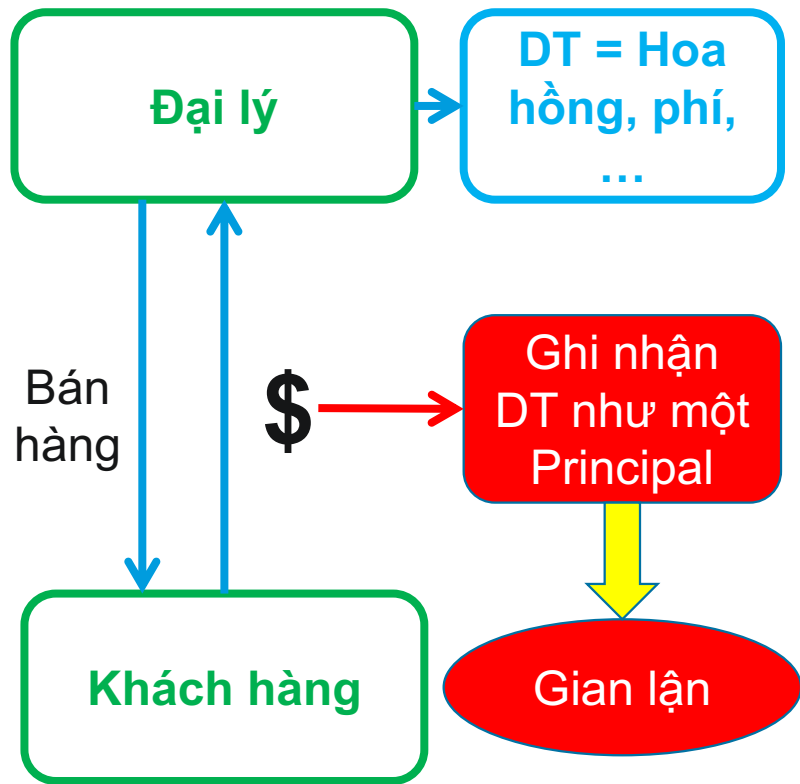 Đại lý
DT = Hoa
hồng, phí,
…
Bán
hàng
$
Ghi nhận
DT như một
Principal
Khách hàng
Gian lận